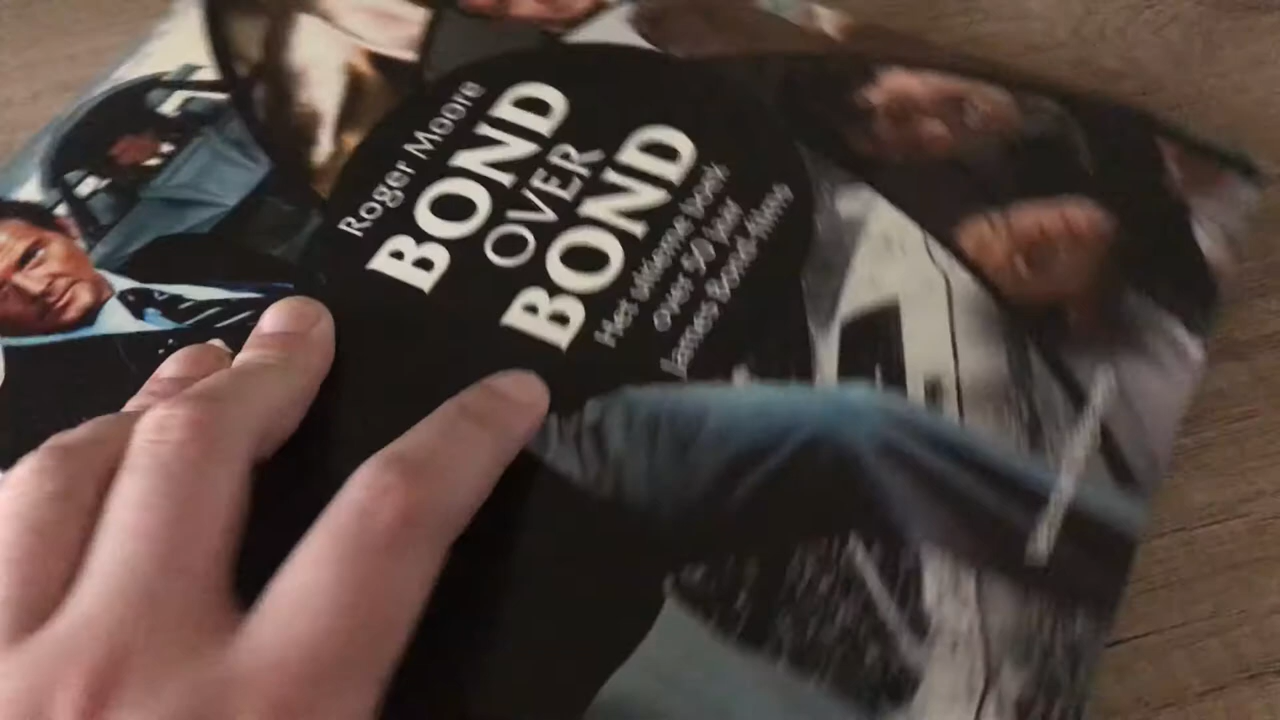 Roger Moore
BOND
OVER
BOND
Het ultieme boek
over 50 jaar
James Bond-films